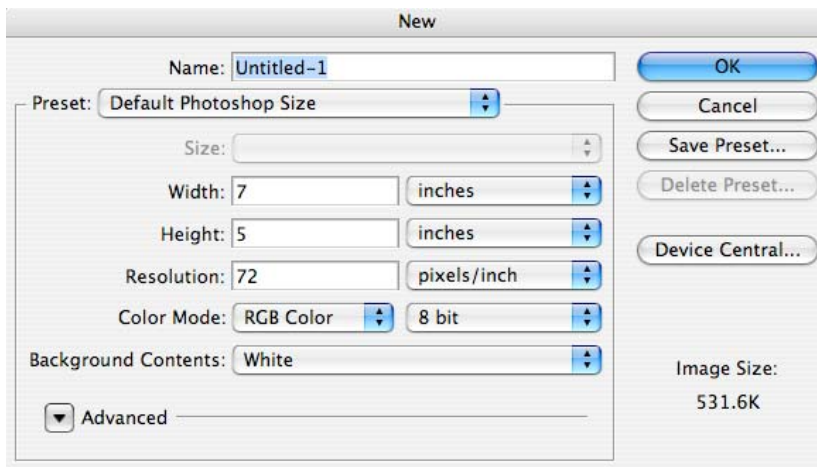 New
Name: Untitled-1
OK
Preset: Default Photoshop Size
Cancel
Size:
Save Preset...
Width: 7 inches
Delete Preset...
Height: 5 inches
Device Central...
Resolution: 72 pixels/inch
Color Mode: RGB Color 8 bit
Background Contents: White
Image Size:
531.6K
Advanced